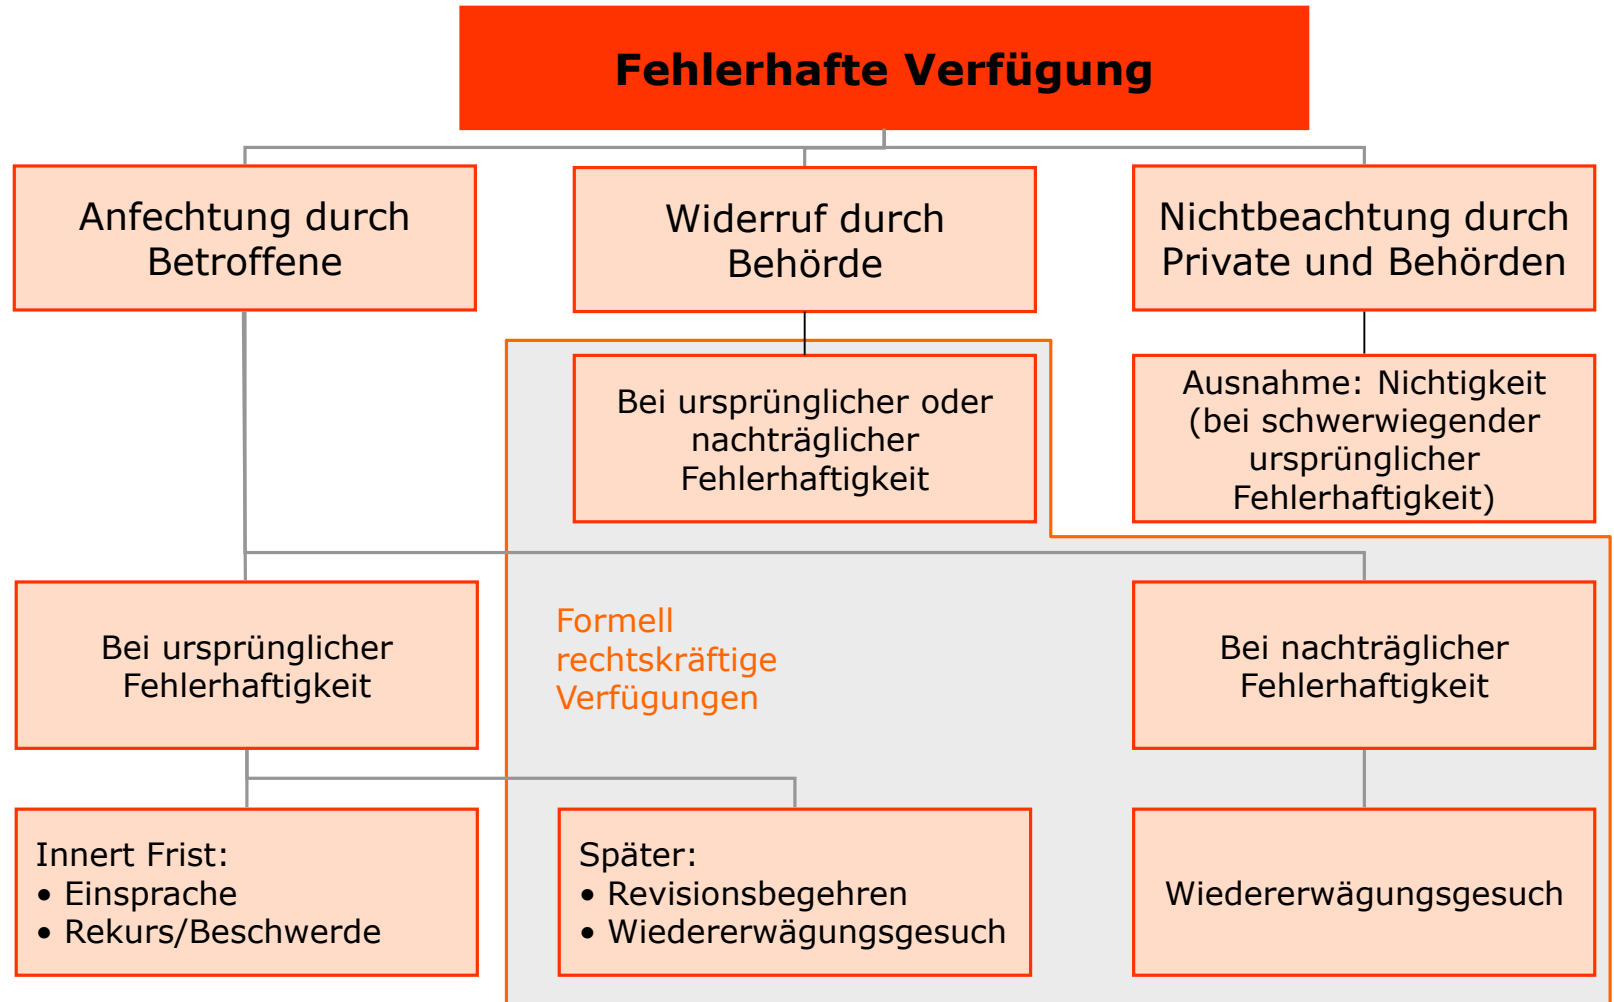 Fehlerhafte Verfügung
Anfechtung durch
Betroffene
Widerruf durch
Behörde
Nichtbeachtung durch
Private und Behörden
Bei ursprünglicher oder
nachträglicher
Fehlerhaftigkeit
Ausnahme: Nichtigkeit
(bei schwerwiegender
ursprünglicher
Fehlerhaftigkeit)
Bei ursprünglicher
Fehlerhaftigkeit
Formell
rechtskräftige
Verfügungen
Bei nachträglicher
Fehlerhaftigkeit
Innert Frist:
• Einsprache
• Rekurs/Beschwerde
Später:
• Revisionsbegehren
• Wiedererwägungsgesuch
Wiedererwägungsgesuch